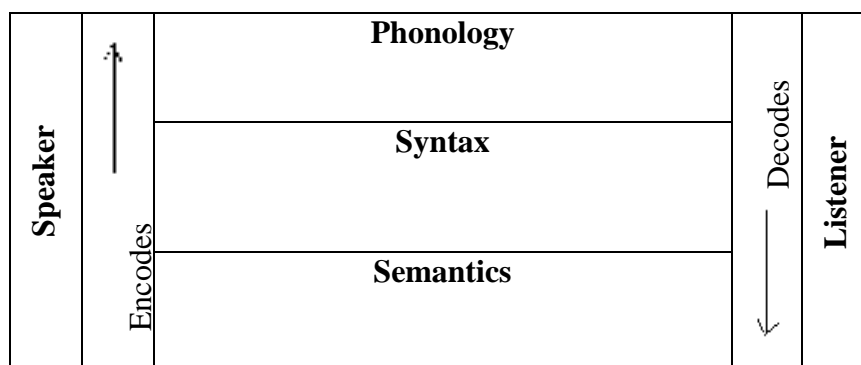 Speaker
Encodes
Phonology
Syntax
Semantics
Decodes
Listener